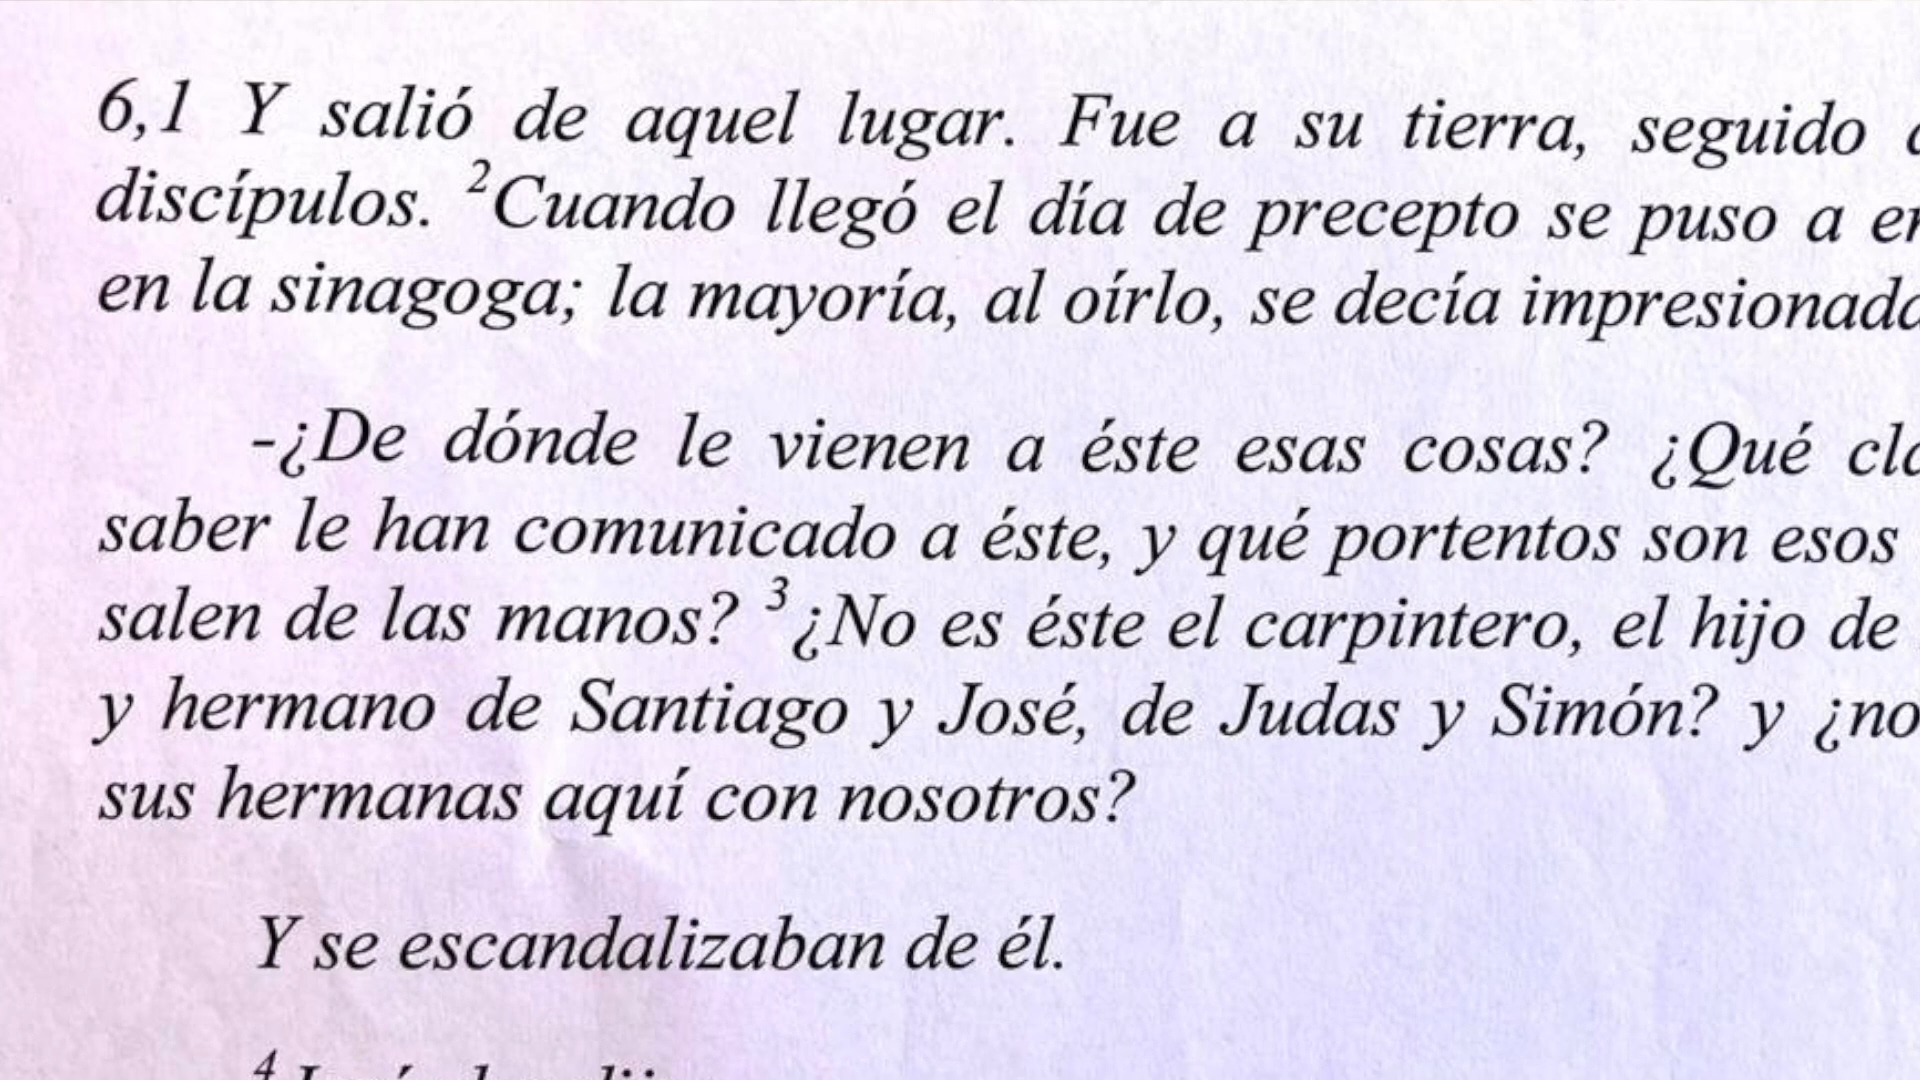 6,1 Y salió de aquel lugar. Fue a su tierra, seguido
discípulos. ²Cuando llegó el día de precepto se puso a
en la sinagoga; la mayoría, al oírlo, se decía
-¿De dónde le vienen a éste esas cosas? ¿Qué
saber le han comunicado a éste, y qué portentos son esos
salen de las manos? ³¿No es éste el carpintero, el hijo de
y hermano de Santiago y José, de Judas y Simón? y ¿no
sus hermanas aquí con nosotros?
Y se escandalizaban de él.
4